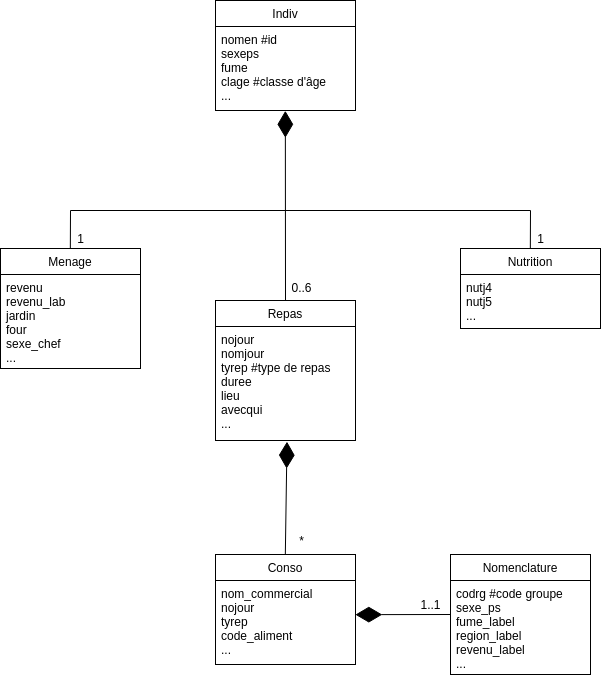 Indiv
nomen #id
sexeps
fume
clage #classe d'âge
...
1
1
Menage
revenu
revenu_lab
jardin
four
sexe_chef
...
Nutrition
nutj4
nutj5
...
0..6
Repas
nojour
nomjour
tyrep #type de repas
duree
lieu
avecqui
...
*
Conso
nom_commercial
nojour
tyrep
code_aliment
...
1..1
Nomenclature
codrg #code groupe
sexe_ps
fume_label
region_label
revenu_label
...